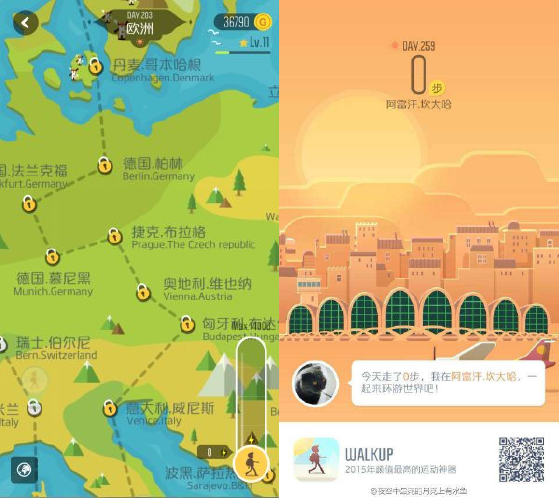 DAY.203
欧洲
36790
G
Lv.11
丹麦.哥本哈根
Copenhagen.Denmark
德国.柏林
Berlin.Germany
国.法兰克福
kfurt.Germany
捷克.布拉格
Prague.The Czech republic
德国.慕尼黑
Munich.Germany
奥地利.维也纳
Vienna.Austria
匈牙利.布达
Budapest.Hunga
瑞士.伯尔尼
Bern.Switzerland
米兰
Italy
意大利.威尼斯
Venice.Italy
0
波黑.萨拉热
Sarajevo.B&H
DAY.259
0步
阿富汗.坎大哈
今天走了0步，我在阿富汗.坎大哈，一
起来环游世界吧！
WALKUP
2015年颜值最高的运动神器